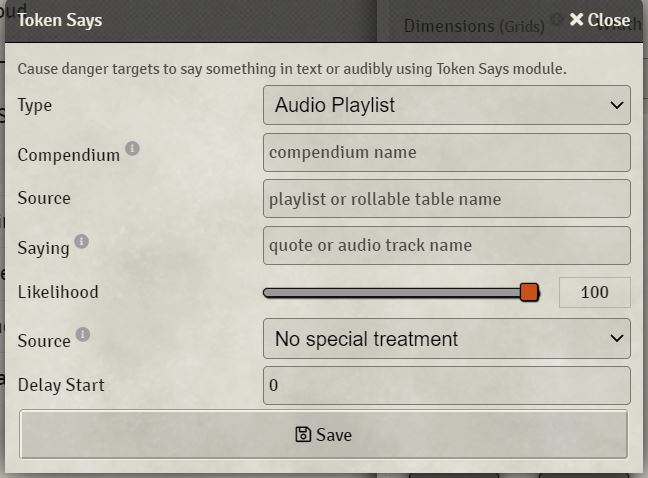 oud
Dimensions (Grids) Width
Token Says
Close
Cause danger targets to say something in text or audibly using Token Says module.
Type Audio Playlist
Compendium compendium name
Source playlist or rollable table name
Saying quote or audio track name
Likelihood 100
Source No special treatment
Delay Start 0
Save